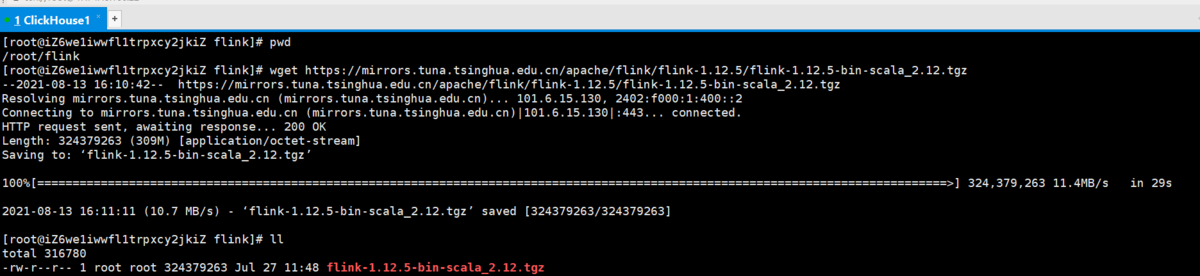 1 ClickHouse1
[root@iZ6we1iwwfl1trpxcy2jkiZ flink]# pwd
/root/flink
[root@iZ6we1iwwfl1trpxcy2jkiZ flink]# wget https://mirrors.tuna.tsinghua.edu.cn/apache/flink/flink-1.12.5/flink-1.12.5-bin-scala_2.12.tgz
--2021-08-13 16:10:42--  https://mirrors.tuna.tsinghua.edu.cn/apache/flink/flink-1.12.5/flink-1.12.5-bin-scala_2.12.tgz
Resolving mirrors.tuna.tsinghua.edu.cn (mirrors.tuna.tsinghua.edu.cn)... 101.6.15.130, 2402:f000:1:400::2
Connecting to mirrors.tuna.tsinghua.edu.cn (mirrors.tuna.tsinghua.edu.cn)|101.6.15.130|:443... connected.
HTTP request sent, awaiting response... 200 OK
Length: 324379263 (309M) [application/octet-stream]
Saving to: ‘flink-1.12.5-bin-scala_2.12.tgz’
100%[=================================================================================================================================>] 324,379,263 11.4MB/s   in 29s
2021-08-13 16:11:11 (10.7 MB/s) - ‘flink-1.12.5-bin-scala_2.12.tgz’ saved [324379263/324379263]
[root@iZ6we1iwwfl1trpxcy2jkiZ flink]# ll
total 316780
-rw-r--r-- 1 root root 324379263 Jul 27 11:48 flink-1.12.5-bin-scala_2.12.tgz